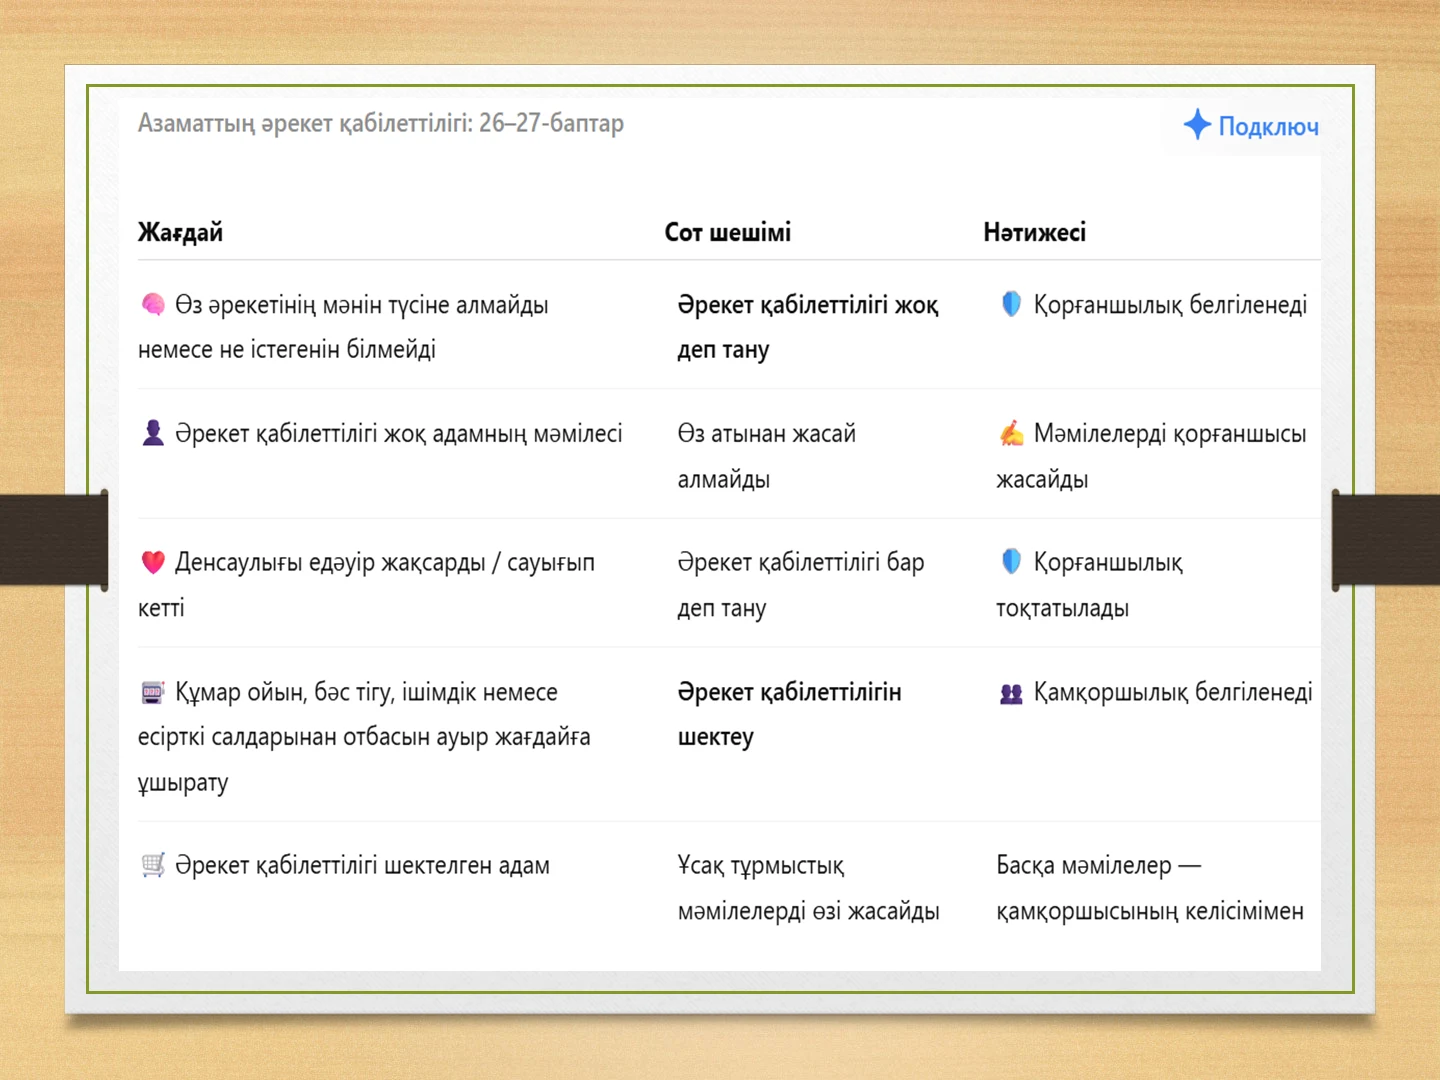 Азаматтың әрекет қабілеттілігі: 26–27-баптар
Подключ
Жағдай
Сот шешімі
Нәтижесі
Өз әрекетінің мәнін түсіне алмайды
немесе не істегенін білмейді
Әрекет қабілеттілігі жоқ
деп тану
Қорғаншылық белгіленеді
Әрекет қабілеттілігі жоқ адамның мәмілесі
Өз атынан жасай
алмайды
Мәмілелерді қорғаншысы
жасайды
Денсаулығы едәуір жақсарды / сауығып
кетті
Әрекет қабілеттілігі бар
деп тану
Қорғаншылық
тоқтатылады
Құмар ойын, бәс тігу, ішімдік немесе
есірткі салдарынан отбасын ауыр жағдайға
ұшырату
Әрекет қабілеттілігін
шектеу
Қамқоршылық белгіленеді
Әрекет қабілеттілігі шектелген адам
Ұсақ тұрмыстық
мәмілелерді өзі жасайды
Басқа мәмілелер —
қамқоршысының келісімімен